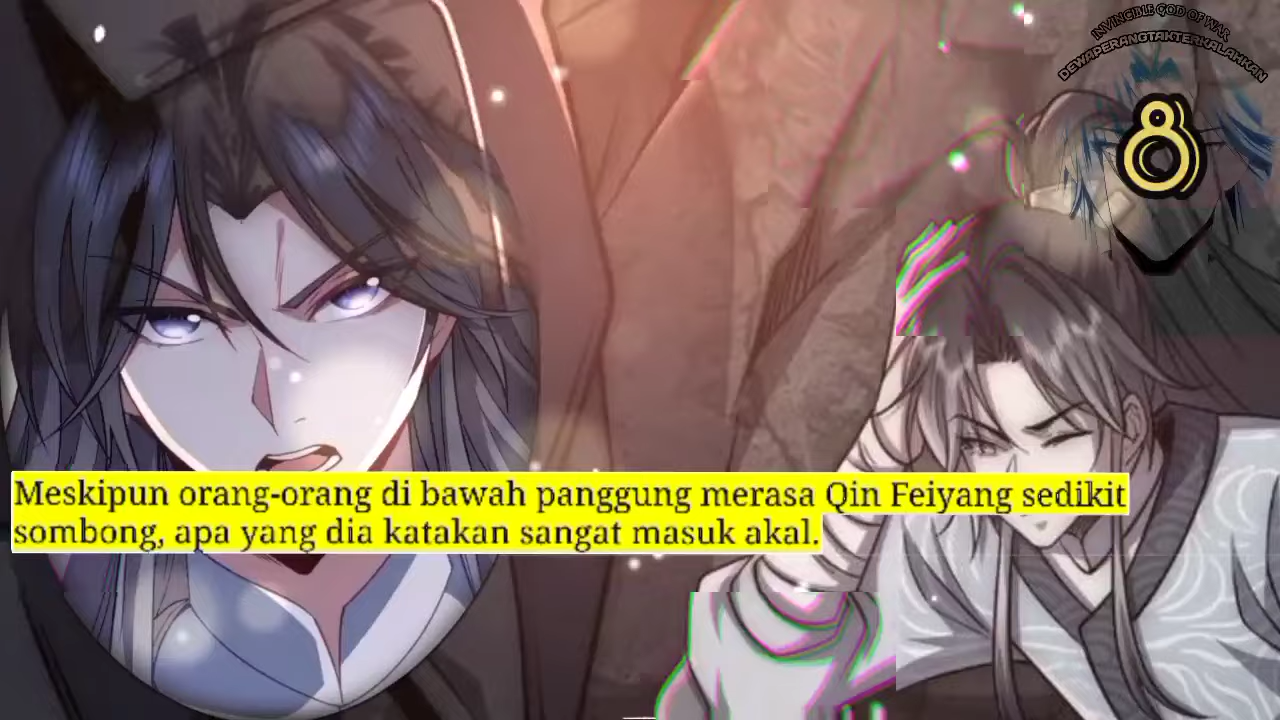 INVINCIBLE GOD OF WAR
DEWAPERANGTAKTERKALAHKAN
8
Meskipun orang-orang di bawah panggung merasa Qin Feiyang sedikit
sombong, apa yang dia katakan sangat masuk akal.